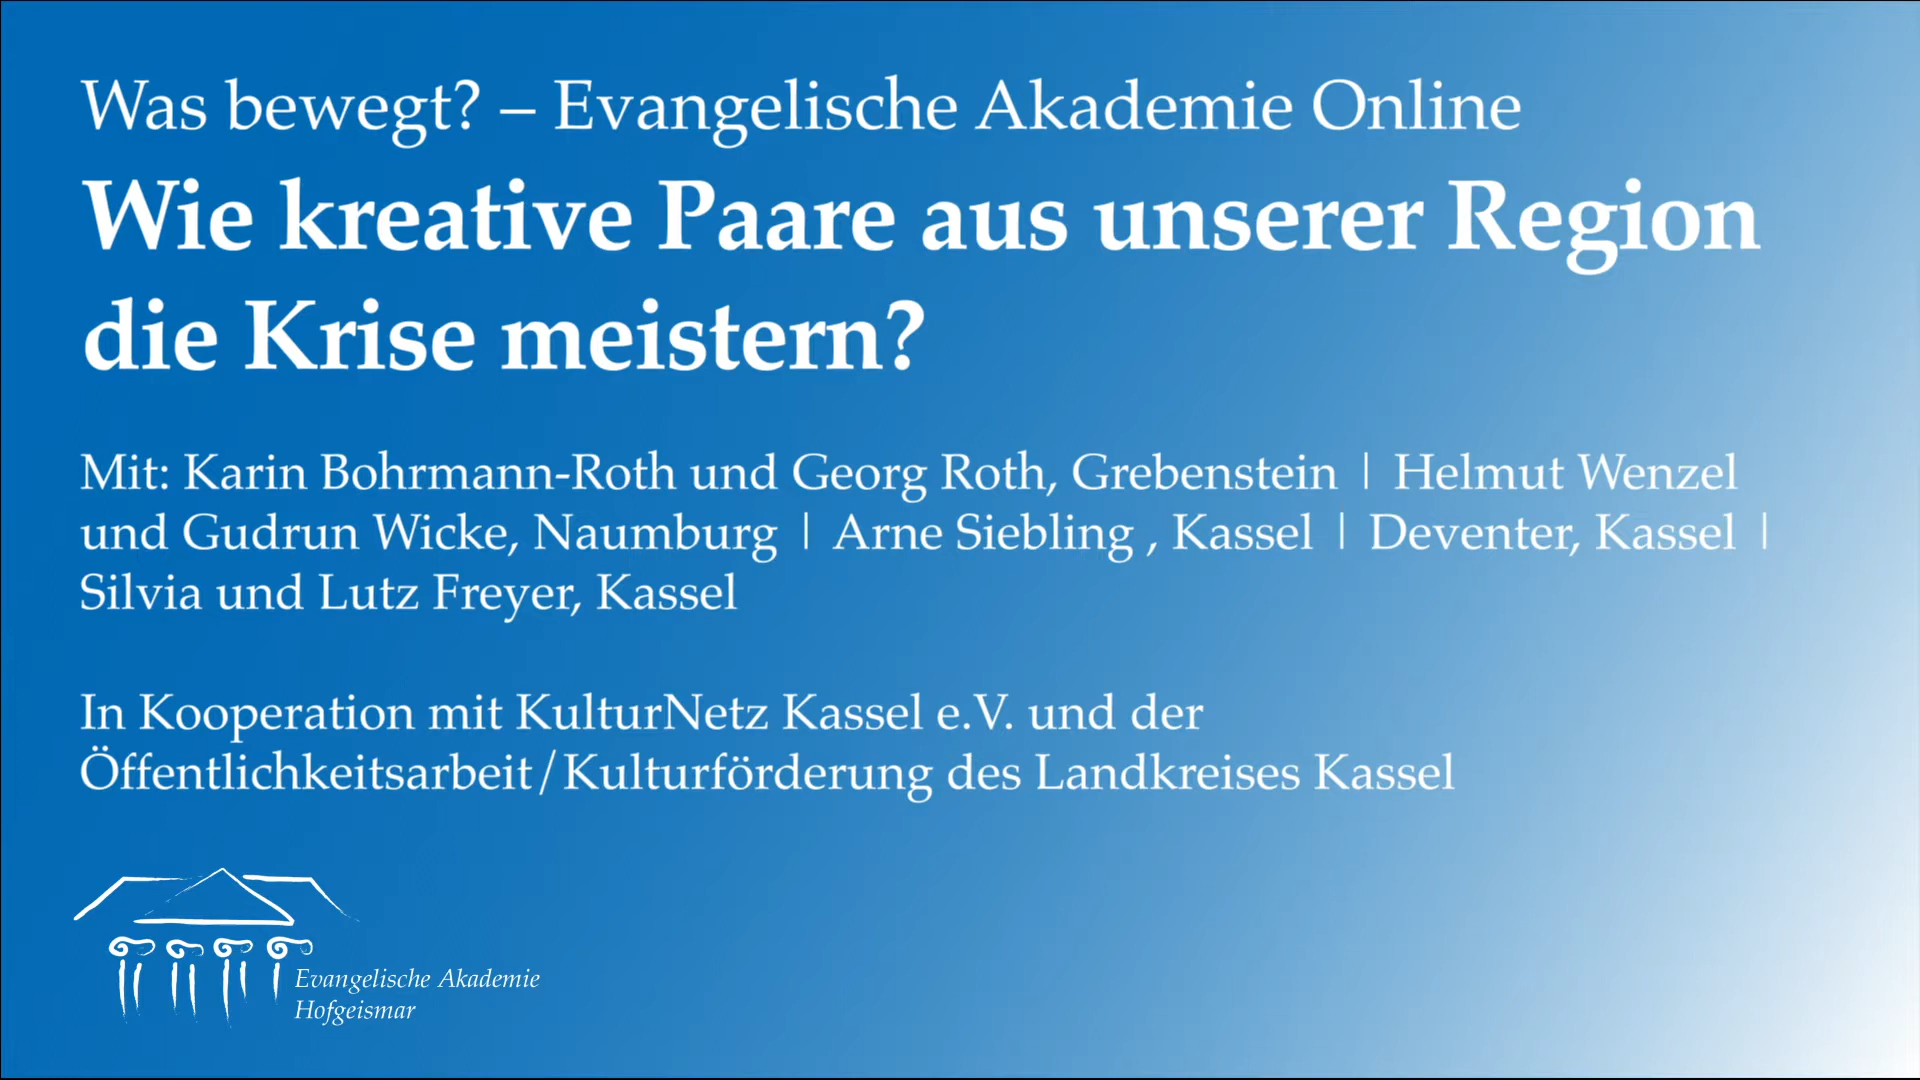 Was bewegt? – Evangelische Akademie Online
Wie kreative Paare aus unserer Region
die Krise meistern?
Mit: Karin Bohrmann-Roth und Georg Roth, Grebenstein | Helmut Wenzel
und Gudrun Wicke, Naumburg | Arne Siebling , Kassel | Deventer, Kassel |
Silvia und Lutz Freyer, Kassel
In Kooperation mit KulturNetz Kassel e.V. und der
Öffentlichkeitsarbeit/Kulturförderung des Landkreises Kassel
Evangelische Akademie
Hofgeismar